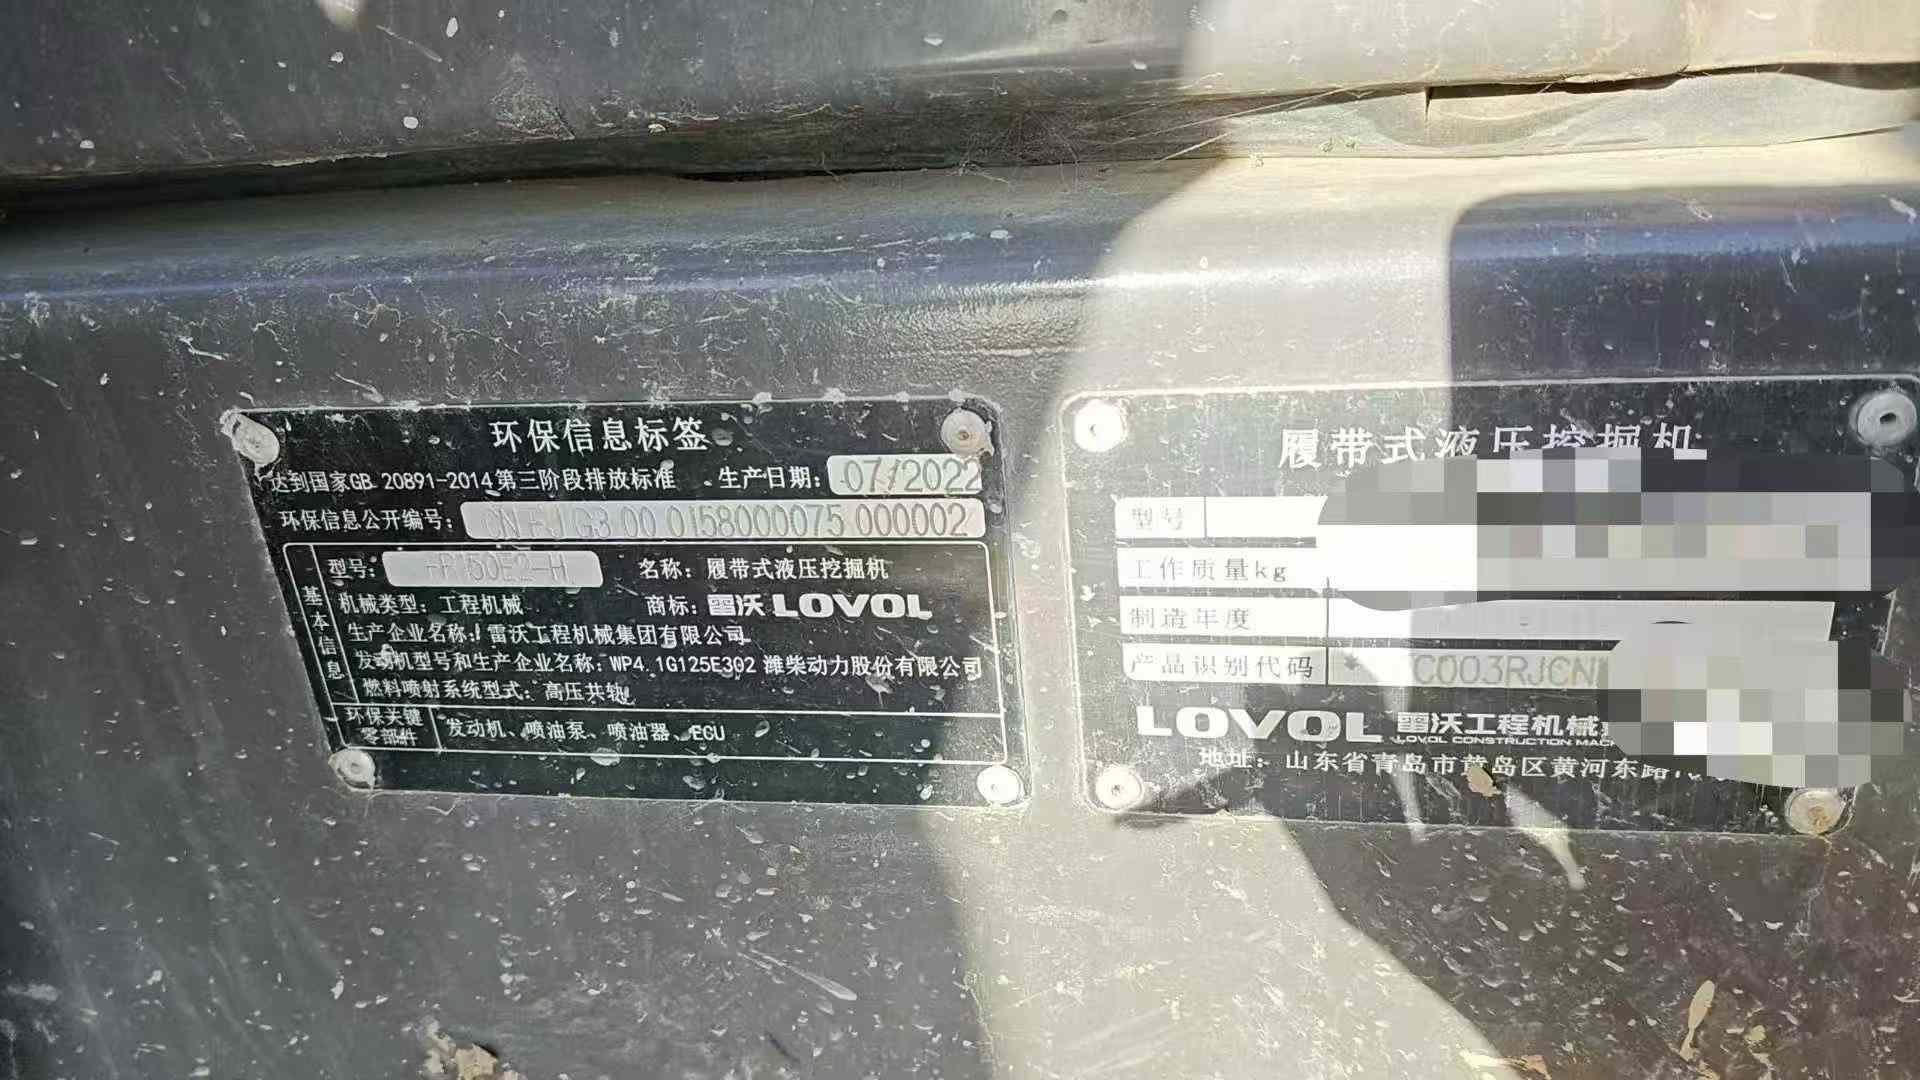 环保信息标签
达到国家GB 20891-2014第三阶段排放标准 生产日期: 07/2022
环保信息公开编号: CN FJ G3 00 0158000075 000002
基本信息
型号: FR150E2-H 名称: 履带式液压挖掘机
机械类型: 工程机械 商标: 雷沃 LOVOL
生产企业名称: 雷沃工程机械集团有限公司
发动机型号和生产企业名称: WP4.1G125E302 潍柴动力股份有限公司
燃料喷射系统型式: 高压共轨
环保关键零部件 发动机、喷油泵、喷油器、ECU
履带式液压挖掘机
型号
工作质量kg
制造年度
产品识别代码 * C003RJCN
LOVOL 雷沃工程机械
LOVOL CONSTRUCTION MAC
地址: 山东省青岛市黄岛区黄河东路